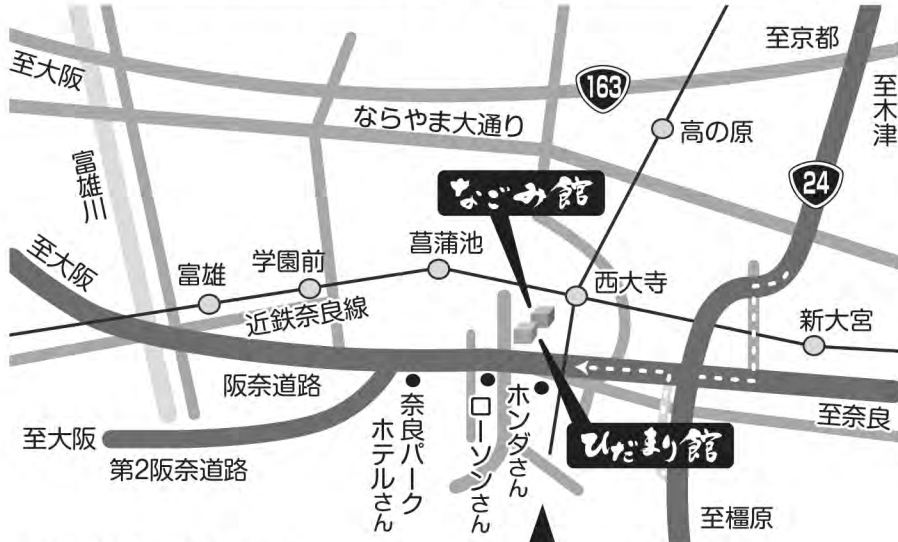 至大阪
163
至京都
至木津
ならやま大通り
高の原
富雄川
なごみ館
24
至大阪
菖蒲池
学園前
西大寺
富雄
近鉄奈良線
新大宮
阪奈道路
至奈良
至大阪
第2阪奈道路
奈良パーク
ホテルさん
ローソンさん
ホンダさん
ひだまり館
至橿原